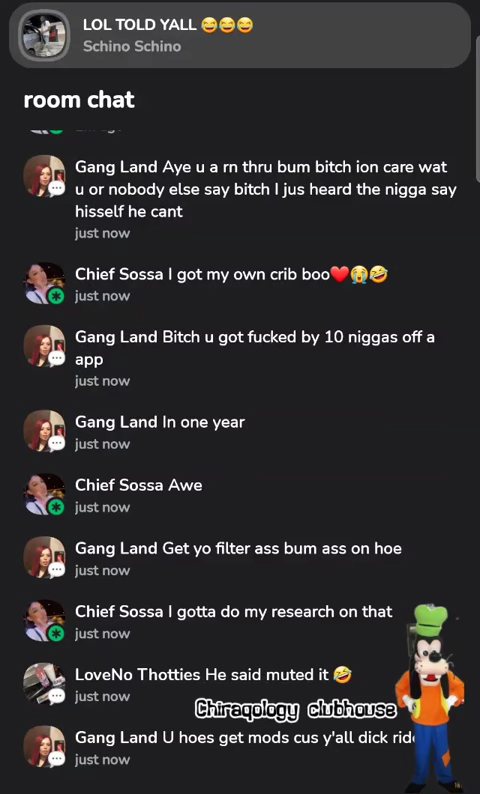 LOL TOLD YALL 😂😂😂
Schino Schino
room chat
Gang Land Aye u a rn thru bum bitch ion care wat
u or nobody else say bitch I jus heard the nigga say
hisself he cant
just now
Chief Sossa I got my own crib boo❤️😭🤣
just now
Gang Land Bitch u got fucked by 10 niggas off a
app
just now
Gang Land In one year
just now
Chief Sossa Awe
just now
Gang Land Get yo filter ass bum ass on hoe
just now
Chief Sossa I gotta do my research on that
just now
LoveNo Thotties He said muted it 🤣
just now
Chiraqology clubhouse
Gang Land U hoes get mods cus y'all dick
just now